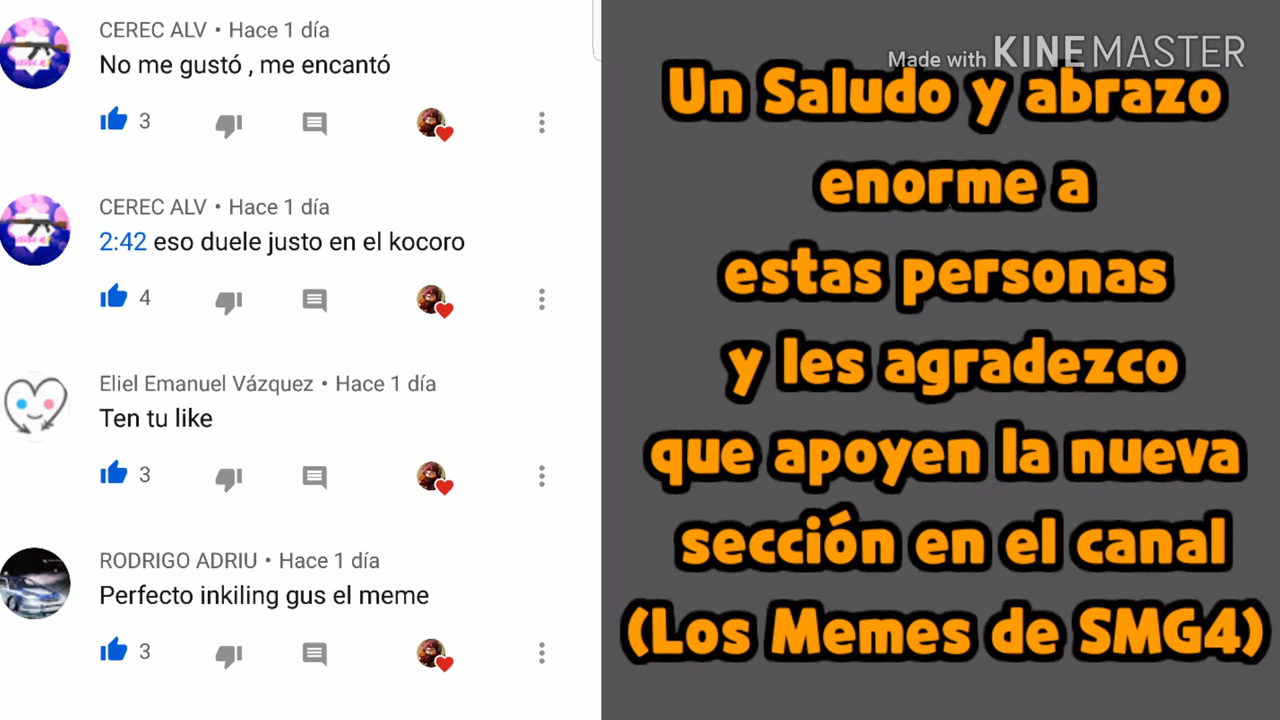 CEREC ALV • Hace 1 día
No me gustó , me encantó
3
CEREC ALV • Hace 1 día
2:42 eso duele justo en el kocoro
4
Eliel Emanuel Vázquez • Hace 1 día
Ten tu like
3
RODRIGO ADRIU • Hace 1 día
Perfecto inkiling gus el meme
3
Made with KINEMASTER
Un Saludo y abrazo
enorme a
estas personas
y les agradezco
que apoyen la nueva
sección en el canal
(Los Memes de SMG4)